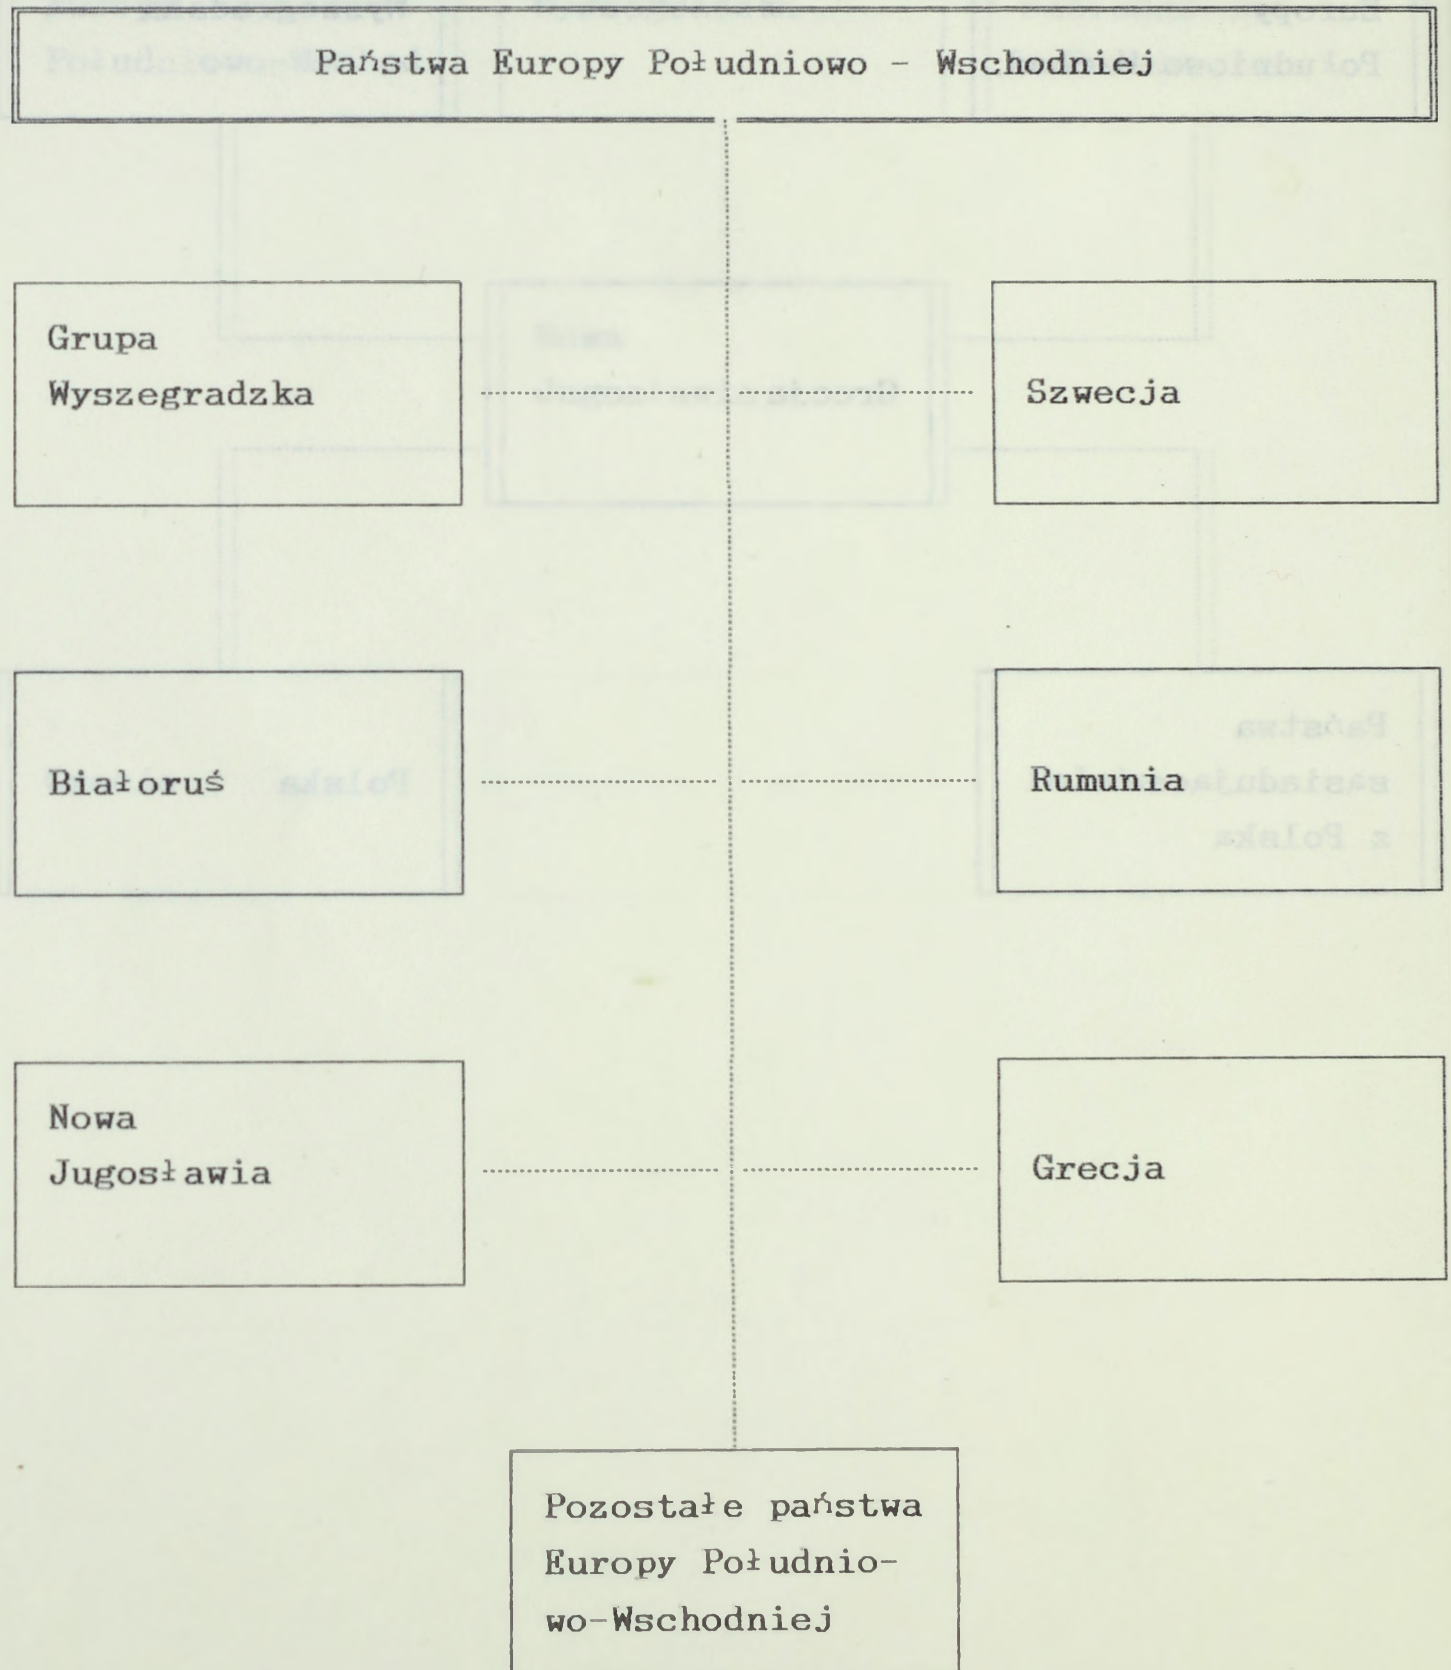 Państwa Europy Południowo - Wschodniej
Grupa
Wyszegradzka
Szwecja
Białoruś
Rumunia
Nowa
Jugosławia
Grecja
Pozostałe państwa
Europy Południo-
wo-Wschodniej